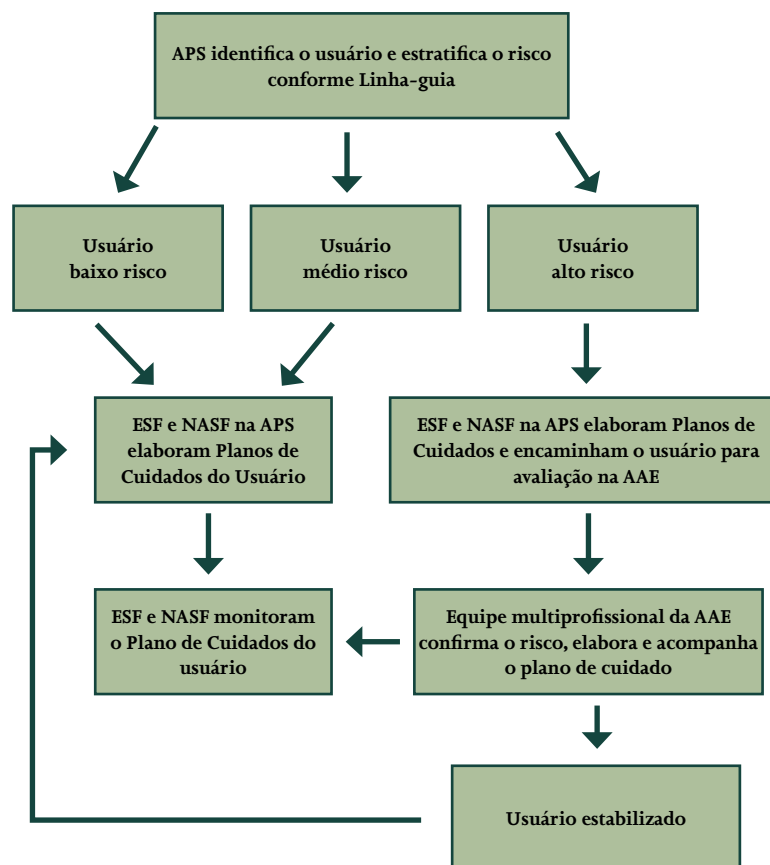 APS identifica o usuário e estratifica o risco
conforme Linha-guia
Usuário
baixo risco
Usuário
médio risco
Usuário
alto risco
ESF e NASF na APS
elaboram Planos de
Cuidados do Usuário
ESF e NASF na APS elaboram Planos de
Cuidados e encaminham o usuário para
avaliação na AAE
ESF e NASF monitoram
o Plano de Cuidados do
usuário
Equipe multiprofissional da AAE
confirma o risco, elabora e acompanha
o plano de cuidado
Usuário estabilizado